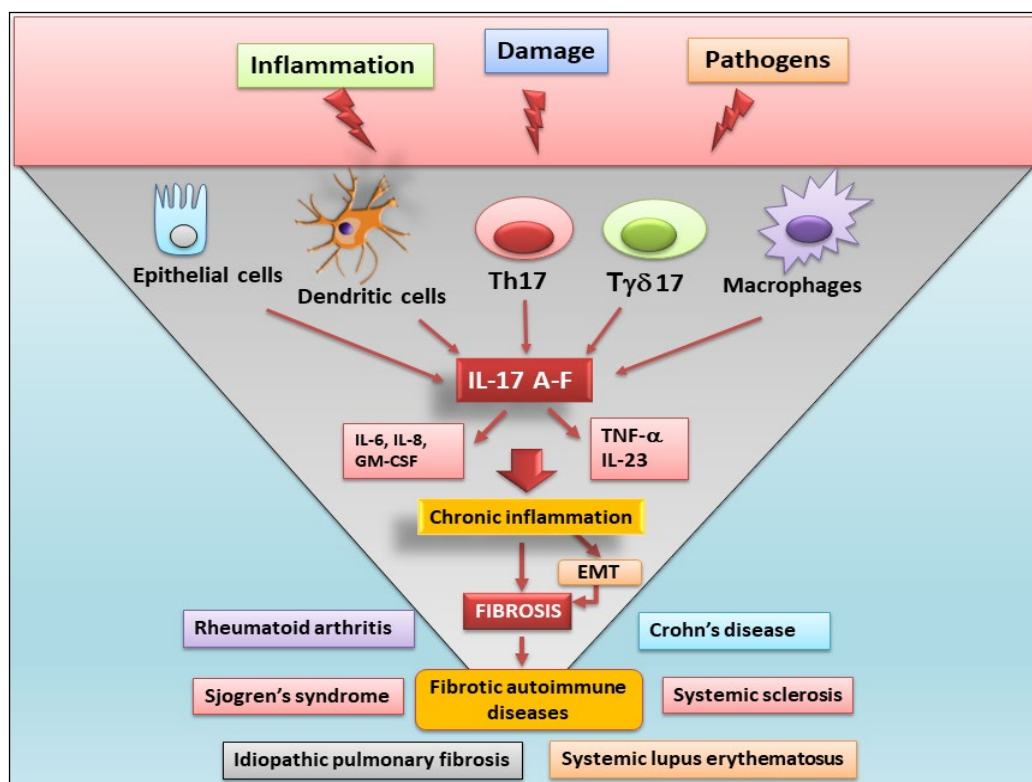 Inflammation
Damage
Pathogens
Epithelial cells
Dendritic cells
Th17
Tγδ 17
Macrophages
IL-17 A-F
IL-6, IL-8,
GM-CSF
TNF-α
IL-23
Chronic inflammation
EMT
FIBROSIS
Rheumatoid arthritis
Crohn's disease
Sjogren's syndrome
Fibrotic autoimmune
diseases
Systemic sclerosis
Idiopathic pulmonary fibrosis
Systemic lupus erythematosus